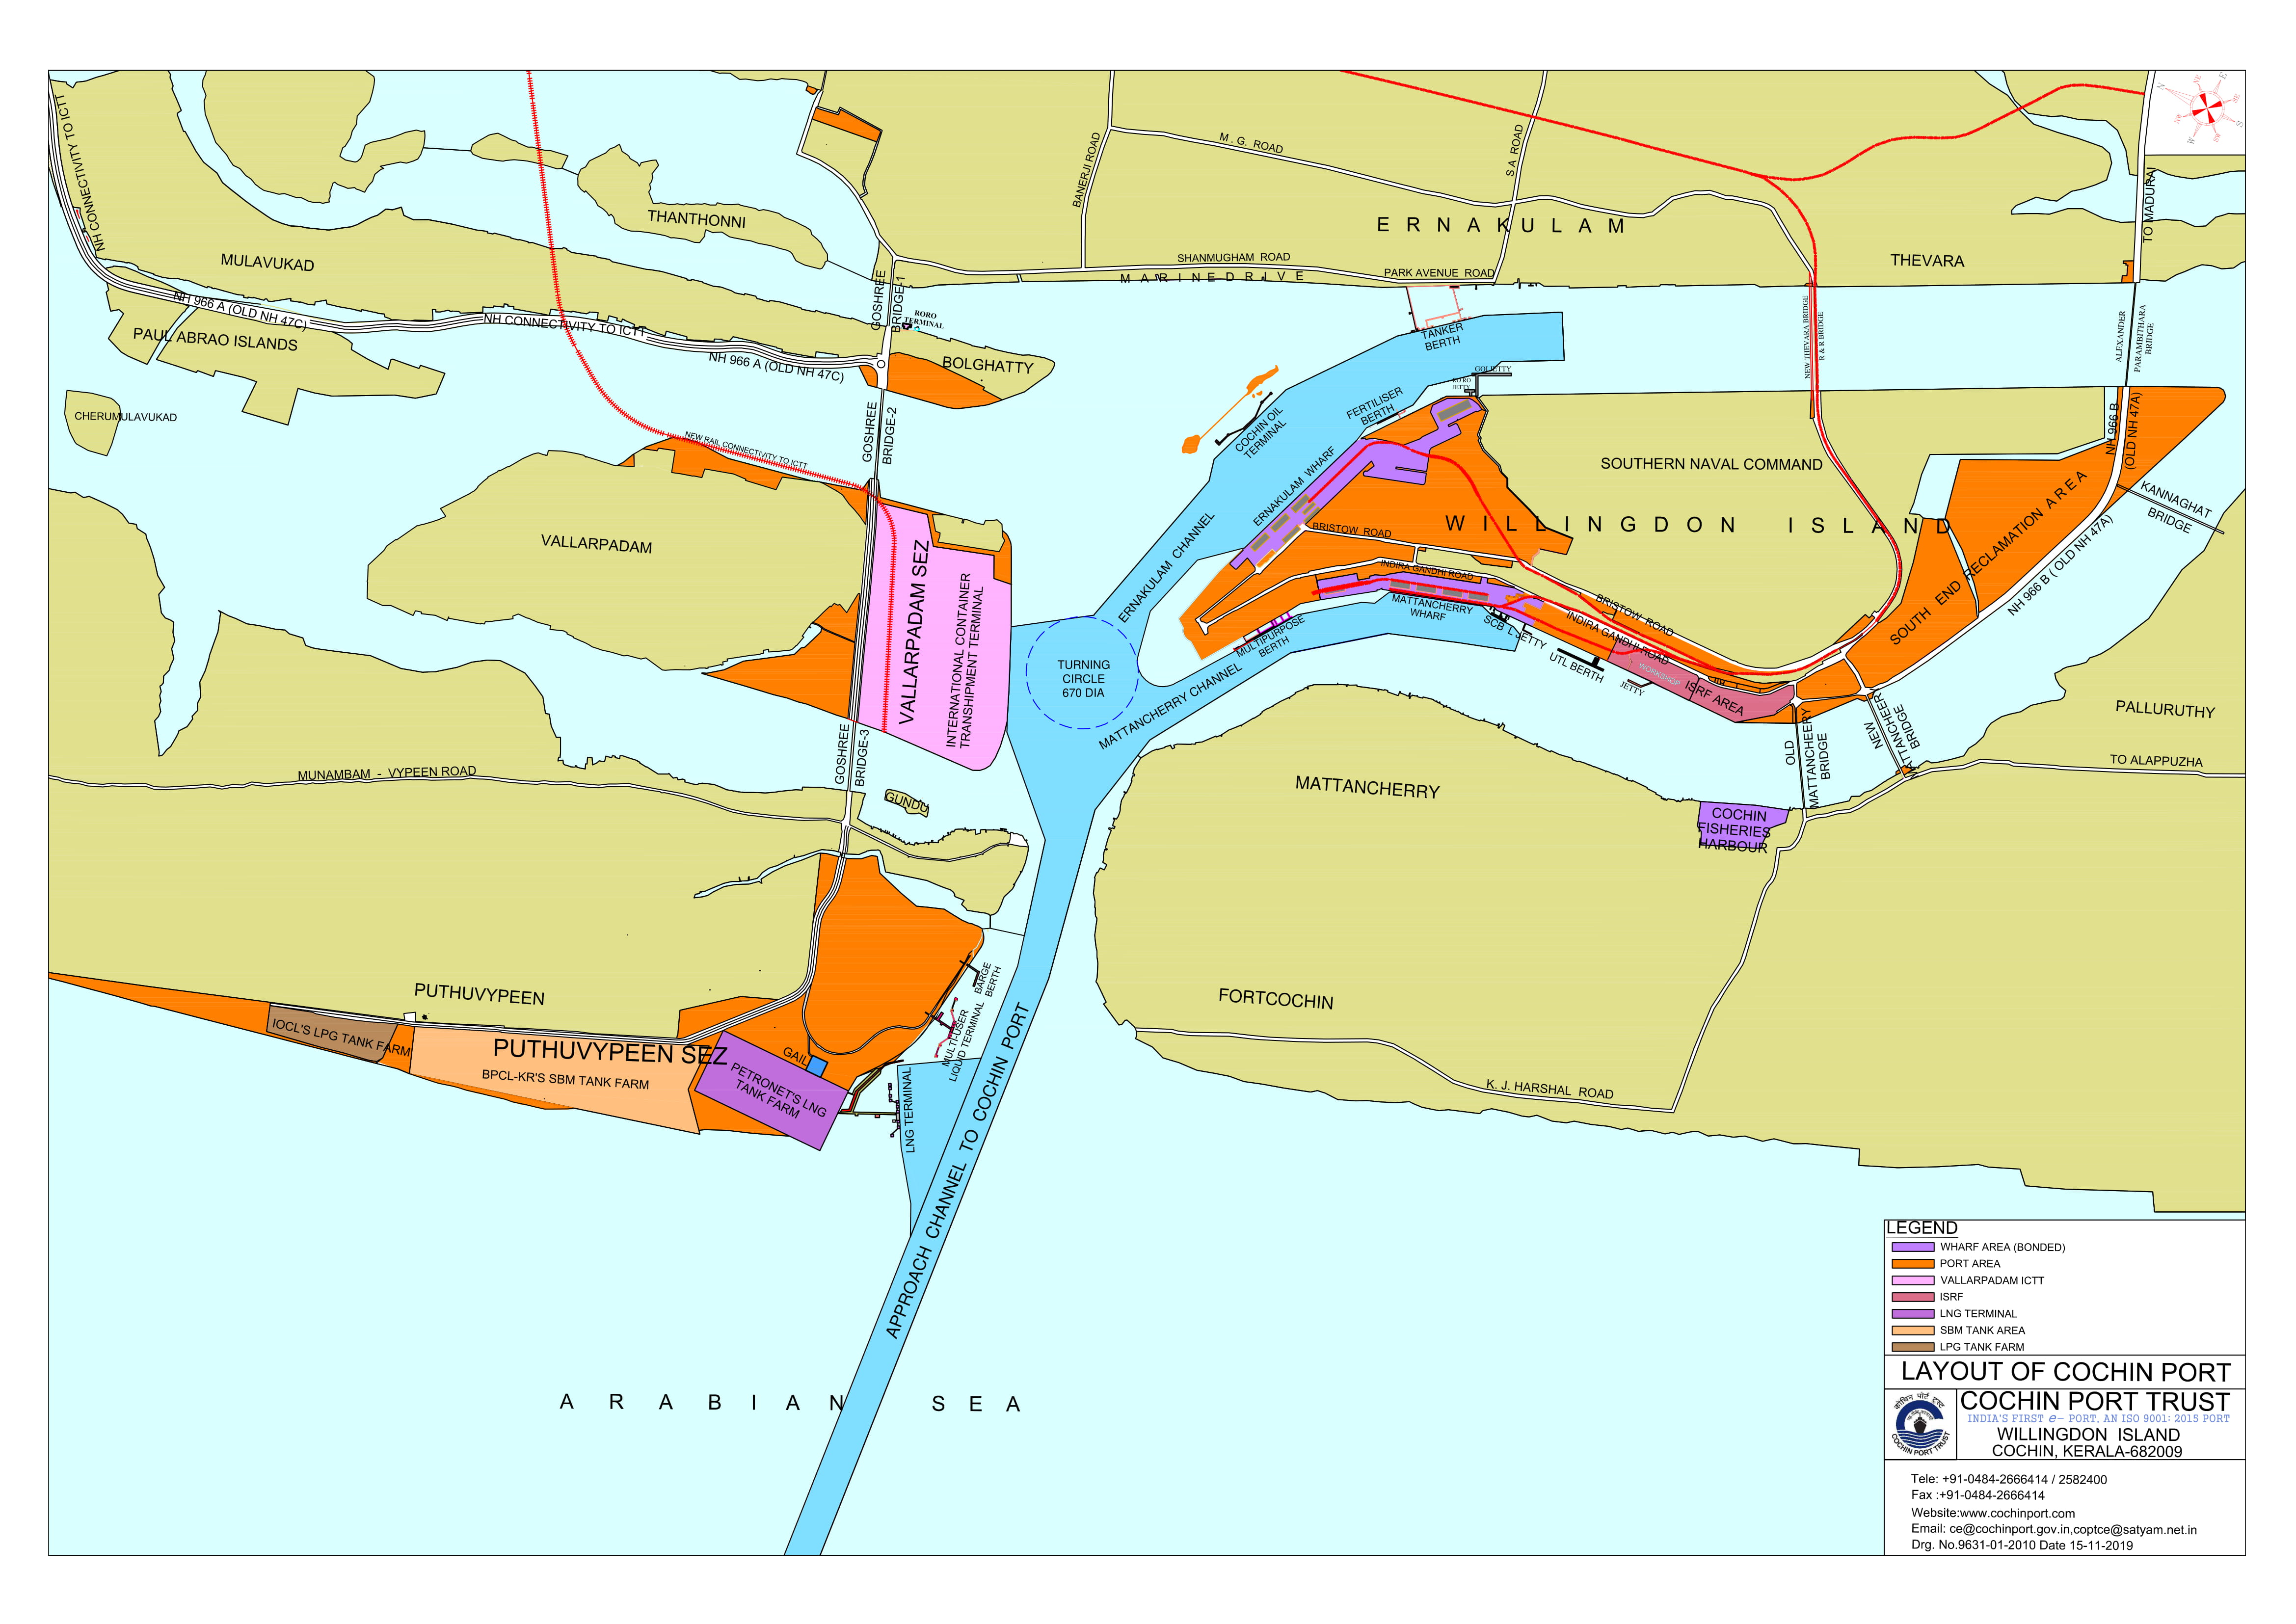 NH CONNECTIVITY TO ICTT
THANTHONNI
MULAVUKAD
NH 966 A (OLD NH 47C)
PAUL ABRAO ISLANDS
CHERUMULAVUKAD
NH CONNECTIVITY TO ICTT
NH 966 A (OLD NH 47C)
GOSHREE
BRIDGE-1
RORO
TERMINAL
BOLGHATTY
GOSHREE
BRIDGE-2
NEW RAIL CONNECTIVITY TO ICTT
VALLARPADAM
VALLARPADAM SEZ
INTERNATIONAL CONTAINER
TRANSHIPMENT TERMINAL
GOSHREE
BRIDGE-3
MUNAMBAM - VYPEEN ROAD
GUNDU
BANERJI ROAD
M . G. ROAD
S A ROAD
E R N A K U L A M
SHANMUGHAM ROAD
M A R I N E D R I V E
PARK AVENUE ROAD
THEVARA
TO MADURAI
N
NE
E
SE
S
NW
TANKER
BERTH
GOIJETTY
RO RO
JETTY
FERTILISER
BERTH
COCHIN OIL
TERMINAL
ERNAKULAM WHARF
ERNAKULAM CHANNEL
NEW THEVARA BRIDGE
R & R BRIDGE
ALEXANDER
PARAMBITHARA
BRIDGE
SOUTHERN NAVAL COMMAND
NH 966 B
(OLD NH 47A)
KANNAGHAT
BRIDGE
W I L L I N G D O N I S L A N D
BRISTOW ROAD
INDIRA GANDHI ROAD
MATTANCHERRY
WHARF
MULTIPURPOSE
BERTH
SCB L JETTY
UTL BERTH
JETTY
WORKSHOP
ISRF AREA
BRISTOW ROAD
INDIRA GANDHI ROAD
SOUTH END RECLAMATION A R E A
NH 966 B ( OLD NH 47A)
TURNING
CIRCLE
670 DIA
MATTANCHERRY CHANNEL
OLD
MATTANCHEERY
BRIDGE
NEW
MATTANCHEERY
BRIDGE
PALLURUTHY
TO ALAPPUZHA
MATTANCHERRY
COCHIN
FISHERIES
HARBOUR
FORTCOCHIN
K. J. HARSHAL ROAD
PUTHUVYPEEN
IOCL'S LPG TANK FARM
PUTHUVYPEEN SEZ
BPCL-KR'S SBM TANK FARM
GAIL
PETRONET'S LNG
TANK FARM
BARGE
BERTH
MULTI-USER
LIQUID TERMINAL
LNG TERMINAL
APPROACH CHANNEL TO COCHIN PORT
A R A B I A N S E A
LEGEND
WHARF AREA (BONDED)
PORT AREA
VALLARPADAM ICTT
ISRF
LNG TERMINAL
SBM TANK AREA
LPG TANK FARM
LAYOUT OF COCHIN PORT
कोचिन पोर्ट ट्रस्ट
COCHIN PORT TRUST
COCHIN PORT TRUST
INDIA'S FIRST e- PORT, AN ISO 9001: 2015 PORT
WILLINGDON ISLAND
COCHIN, KERALA-682009
Tele: +91-0484-2666414 / 2582400
Fax :+91-0484-2666414
Website:www.cochinport.com
Email: ce@cochinport.gov.in,coptce@satyam.net.in
Drg. No.9631-01-2010 Date 15-11-2019